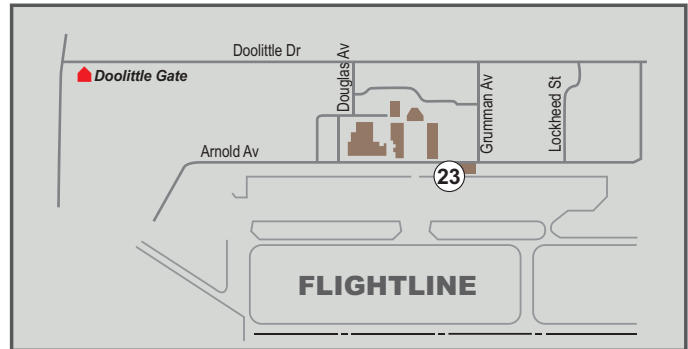 Doolittle Dr
Doolittle Gate
Douglas Av
Grumman Av
Lockheed St
Arnold Av
23
FLIGHTLINE